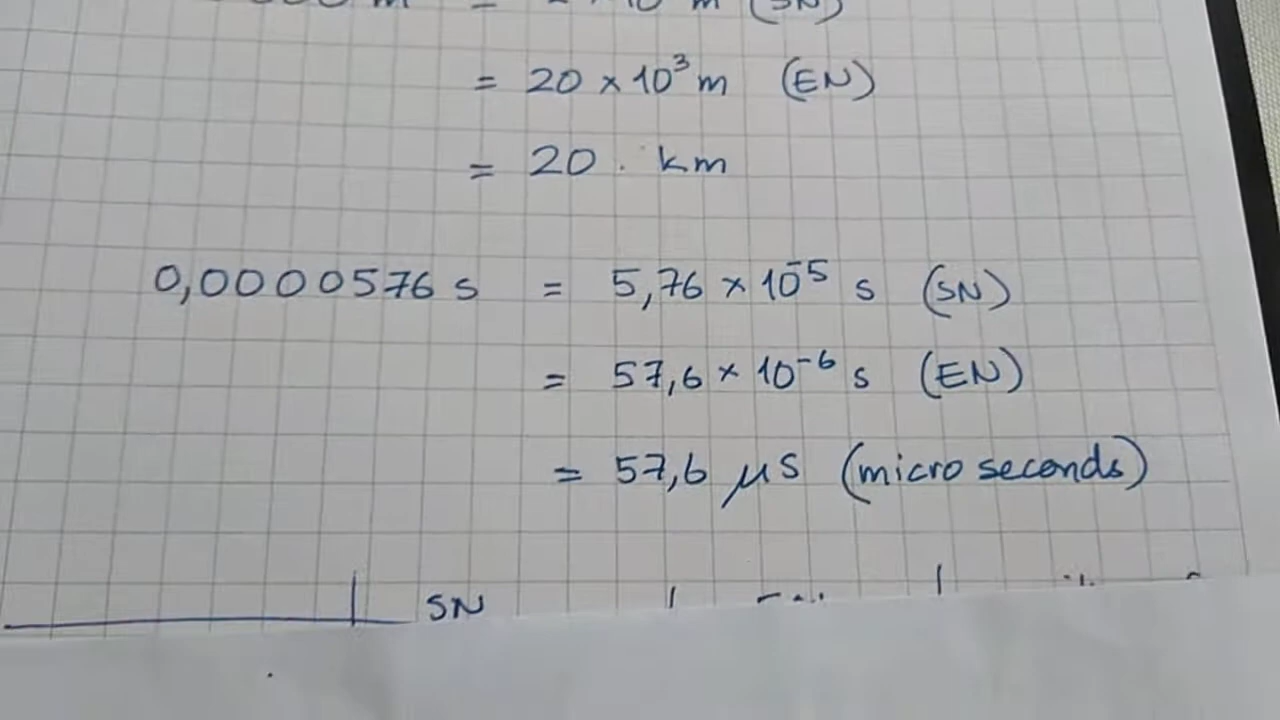 = 20 × 10³ m (EN)
= 20 . km
0,0000576 s = 5,76 × 10⁻⁵ s (SN)
= 57,6 × 10⁻⁶ s (EN)
= 57,6 μs (micro seconds)
SN